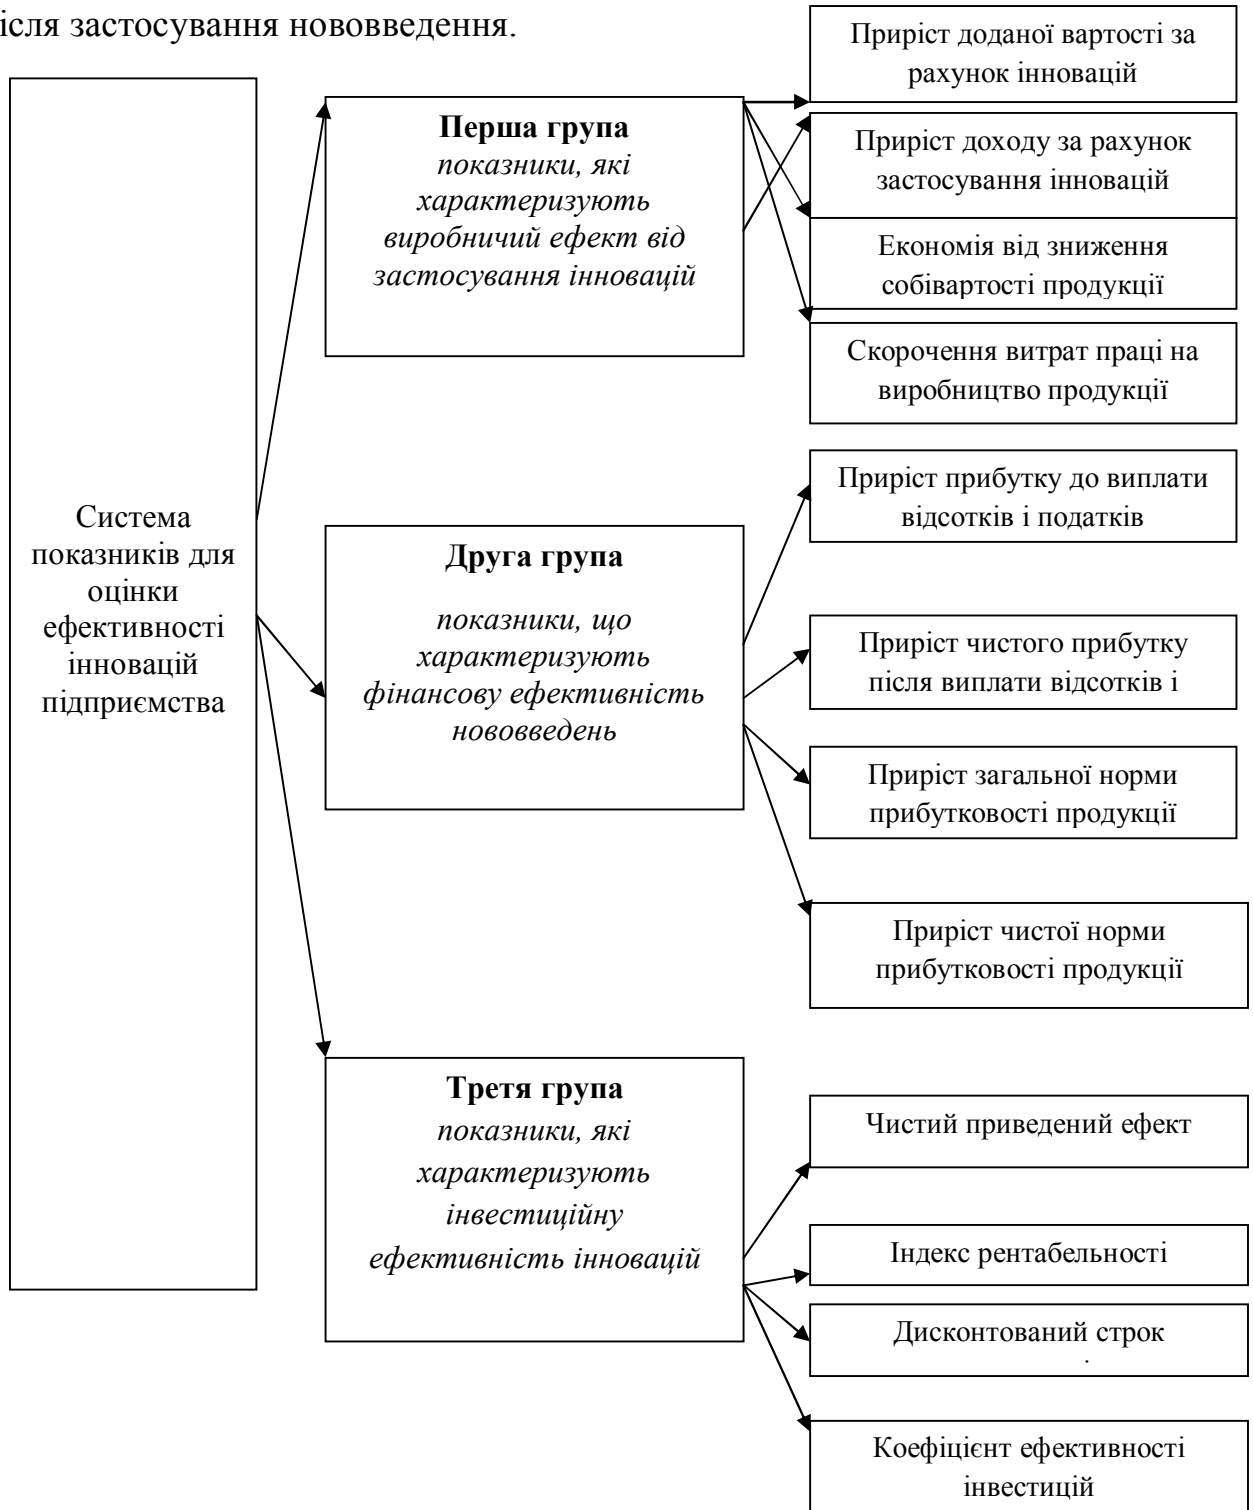 ісля застосування нововведення.
Система
показників для
оцінки
ефективності
інновацій
підприємства
Перша група
показники, які
характеризують
виробничий ефект від
застосування інновацій
Приріст доданої вартості за
рахунок інновацій
Приріст доходу за рахунок
застосування інновацій
Економія від зниження
собівартості продукції
Скорочення витрат праці на
виробництво продукції
Друга група
показники, що
характеризують
фінансову ефективність
нововведень
Приріст прибутку до виплати
відсотків і податків
Приріст чистого прибутку
після виплати відсотків і
Приріст загальної норми
прибутковості продукції
Приріст чистої норми
прибутковості продукції
Третя група
показники, які
характеризують
інвестиційну
ефективність інновацій
Чистий приведений ефект
Індекс рентабельності
Дисконтований строк
Коефіцієнт ефективності
інвестицій